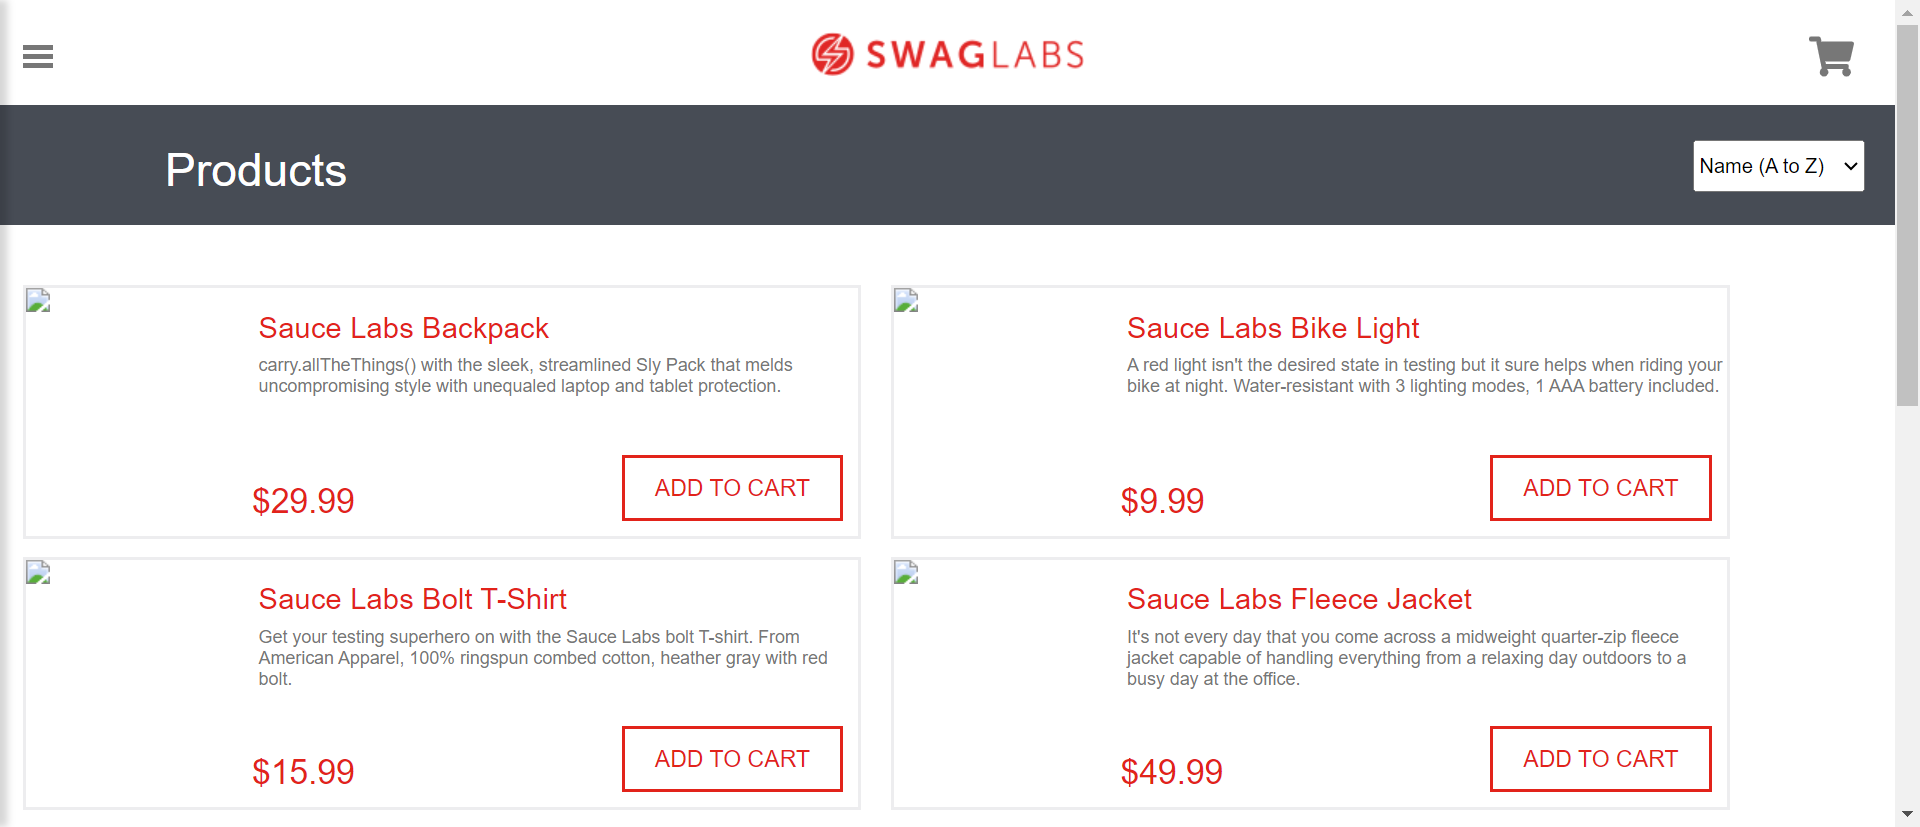 SWAGLABS
Products
Name (A to Z)
Sauce Labs Backpack
carry.allTheThings() with the sleek, streamlined Sly Pack that melds
uncompromising style with unequaled laptop and tablet protection.
$29.99
ADD TO CART
Sauce Labs Bike Light
A red light isn't the desired state in testing but it sure helps when riding your
bike at night. Water-resistant with 3 lighting modes, 1 AAA battery included.
$9.99
ADD TO CART
Sauce Labs Bolt T-Shirt
Get your testing superhero on with the Sauce Labs bolt T-shirt. From
American Apparel, 100% ringspun combed cotton, heather gray with red
bolt.
$15.99
ADD TO CART
Sauce Labs Fleece Jacket
It's not every day that you come across a midweight quarter-zip fleece
jacket capable of handling everything from a relaxing day outdoors to a
busy day at the office.
$49.99
ADD TO CART